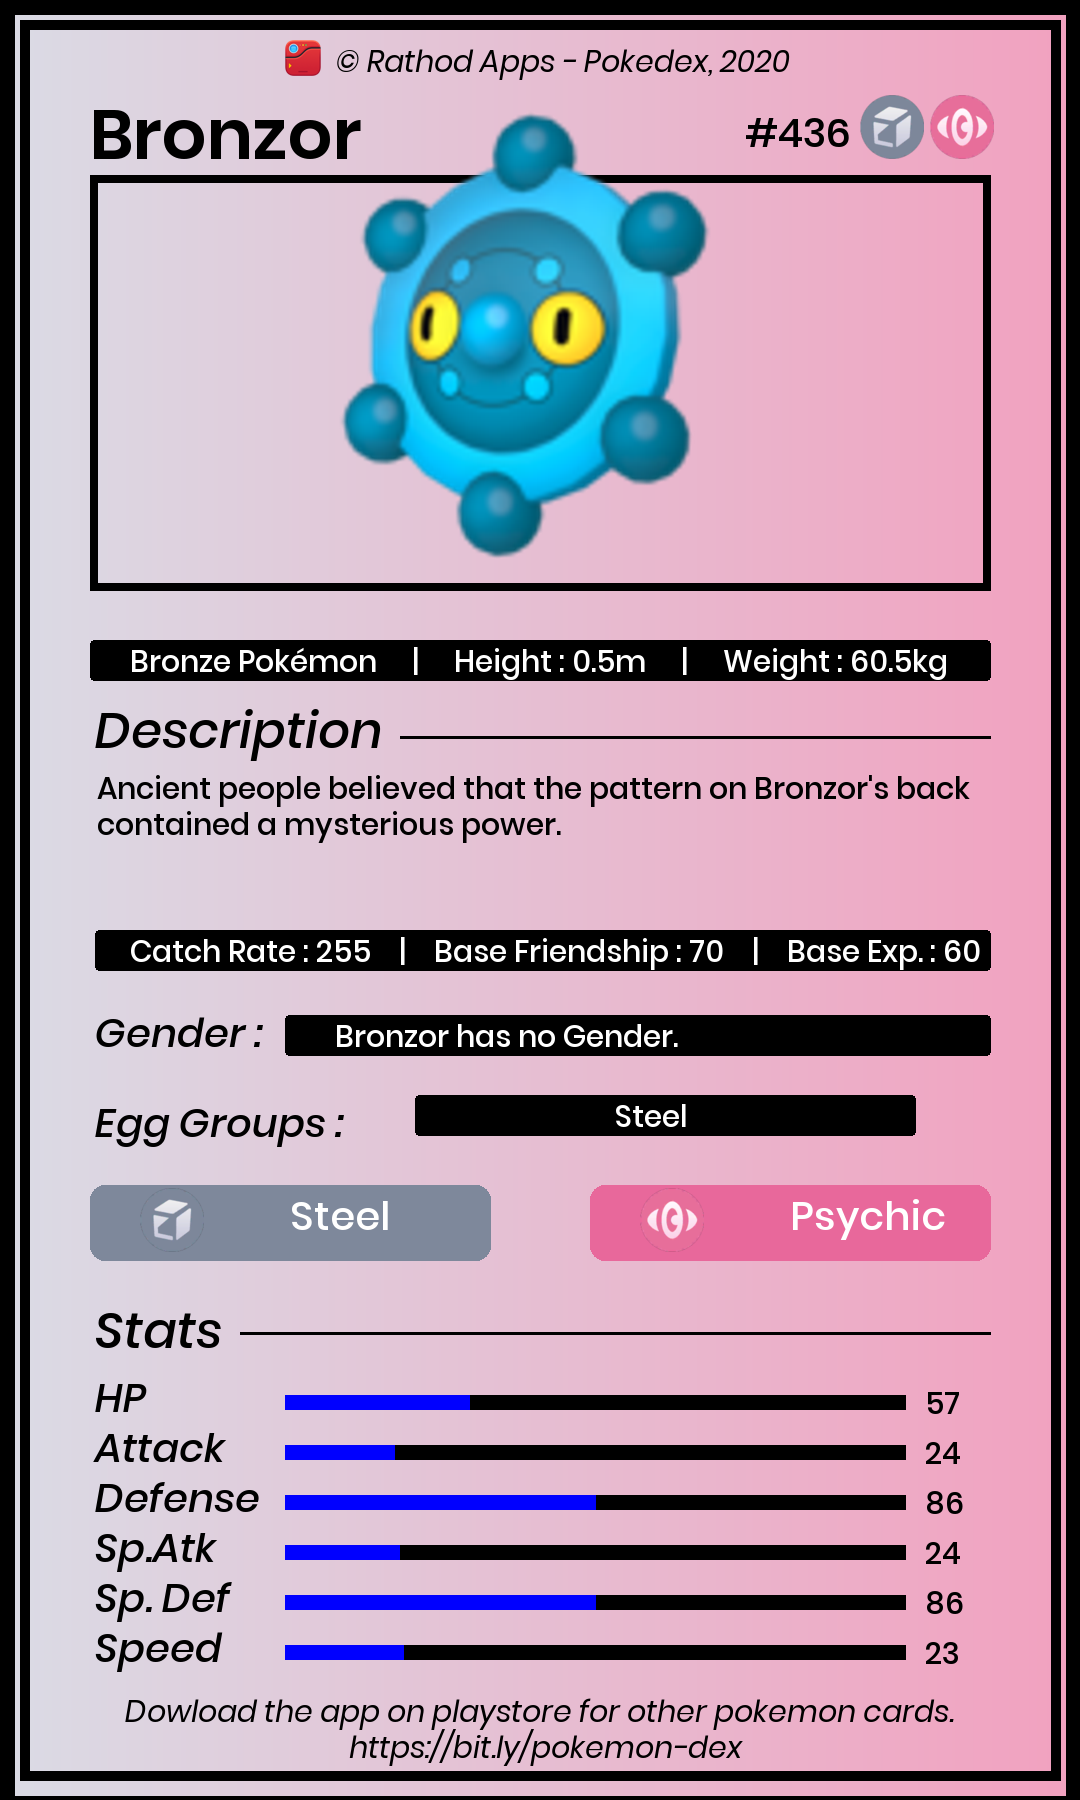 © Rathod Apps - Pokedex, 2020
Bronzor #436
Bronze Pokémon | Height : 0.5m | Weight : 60.5kg
Description
Ancient people believed that the pattern on Bronzor's back
contained a mysterious power.
Catch Rate : 255 | Base Friendship : 70 | Base Exp. : 60
Gender : Bronzor has no Gender.
Egg Groups : Steel
Steel Psychic
Stats
HP 57
Attack 24
Defense 86
Sp.Atk 24
Sp. Def 86
Speed 23
Dowload the app on playstore for other pokemon cards.
https://bit.ly/pokemon-dex